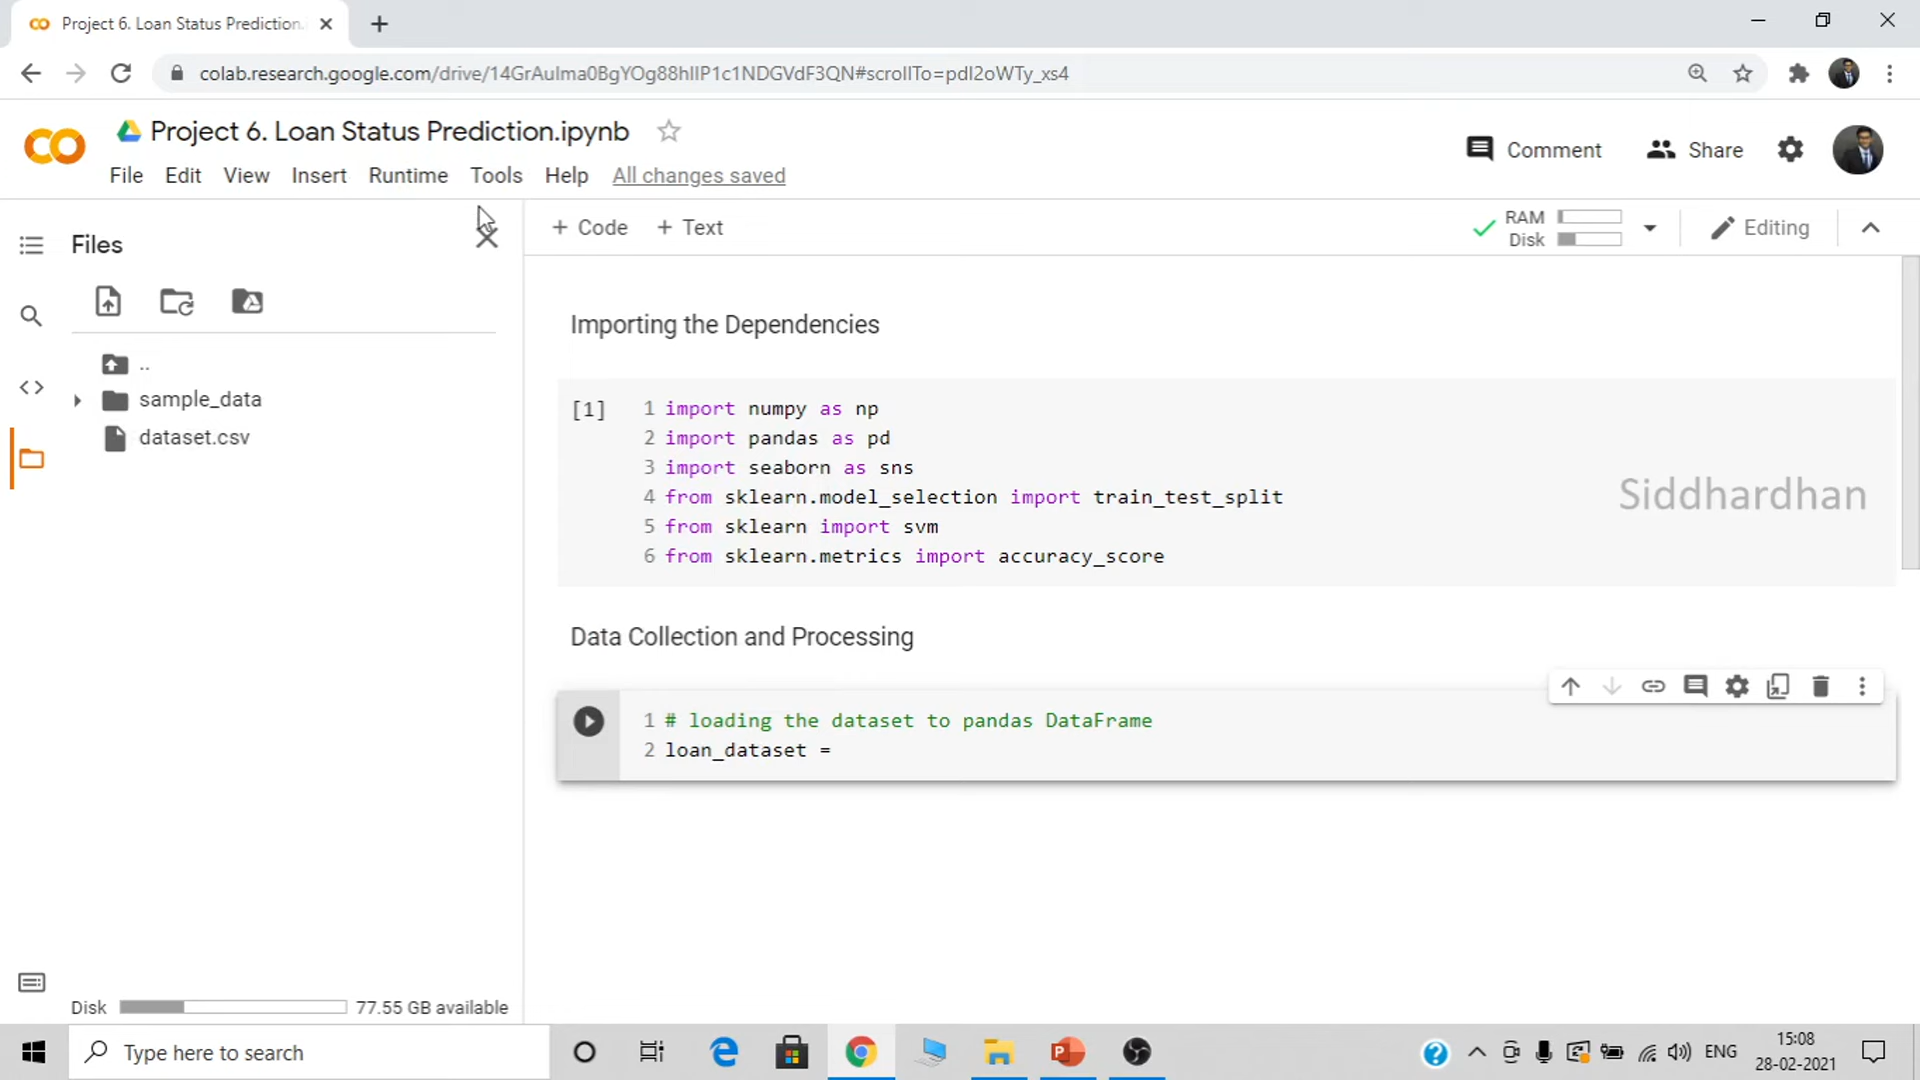 Project 6. Loan Status Prediction.
colab.research.google.com/drive/14GrAuIma0BgYOg88hIIP1c1NDGVdF3QN#scrollTo=pdI2oWTy_xs4
Project 6. Loan Status Prediction.ipynb
Comment
Share
File Edit View Insert Runtime Tools Help All changes saved
Files
+ Code + Text
RAM
Disk
Editing
..
sample_data
dataset.csv
Importing the Dependencies
[1]
1 import numpy as np
2 import pandas as pd
3 import seaborn as sns
4 from sklearn.model_selection import train_test_split
5 from sklearn import svm
6 from sklearn.metrics import accuracy_score
Siddhardhan
Data Collection and Processing
1 # loading the dataset to pandas DataFrame
2 loan_dataset =
Disk 77.55 GB available
Type here to search
ENG
15:08
28-02-2021